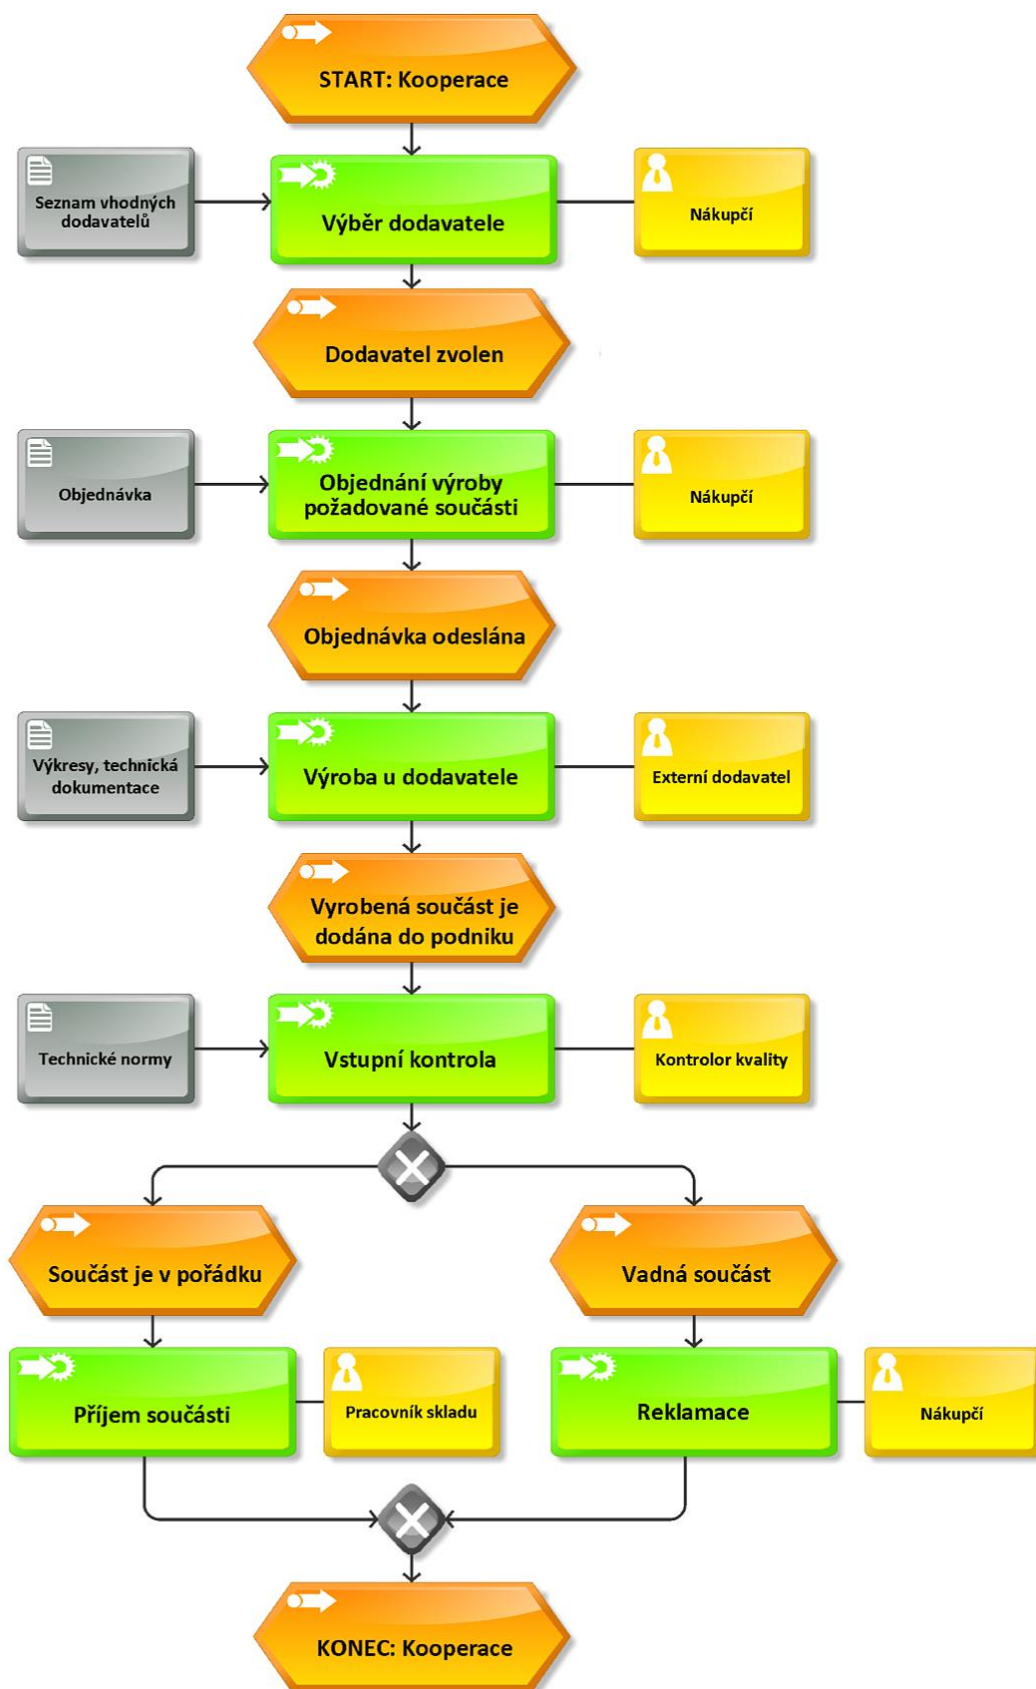 START: Kooperace
Seznam vhodných
dodavatelů
Výběr dodavatele
Nákupčí
Dodavatel zvolen
Objednávka
Objednání výroby
požadované součásti
Nákupčí
Objednávka odeslána
Výkresy, technická
dokumentace
Výroba u dodavatele
Externí dodavatel
Vyrobená součást je
dodána do podniku
Technické normy
Vstupní kontrola
Kontrolor kvality
Součást je v pořádku
Vadná součást
Příjem součásti
Pracovník skladu
Reklamace
Nákupčí
KONEC: Kooperace